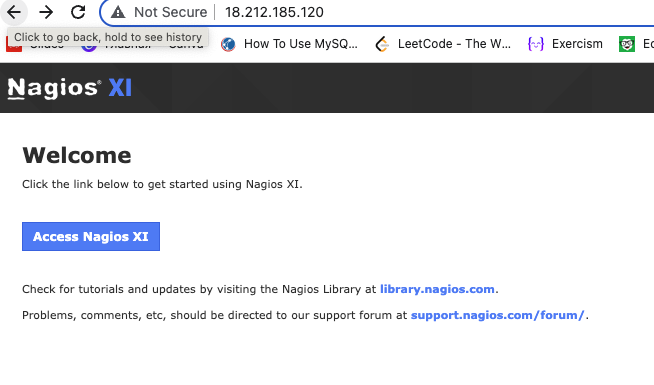 Not Secure 18.212.185.120
Click to go back, hold to see history
How To Use MySQ... LeetCode - The W... Exercism
Nagios® XI
Welcome
Click the link below to get started using Nagios XI.
Access Nagios XI
Check for tutorials and updates by visiting the Nagios Library at library.nagios.com.
Problems, comments, etc, should be directed to our support forum at support.nagios.com/forum/.